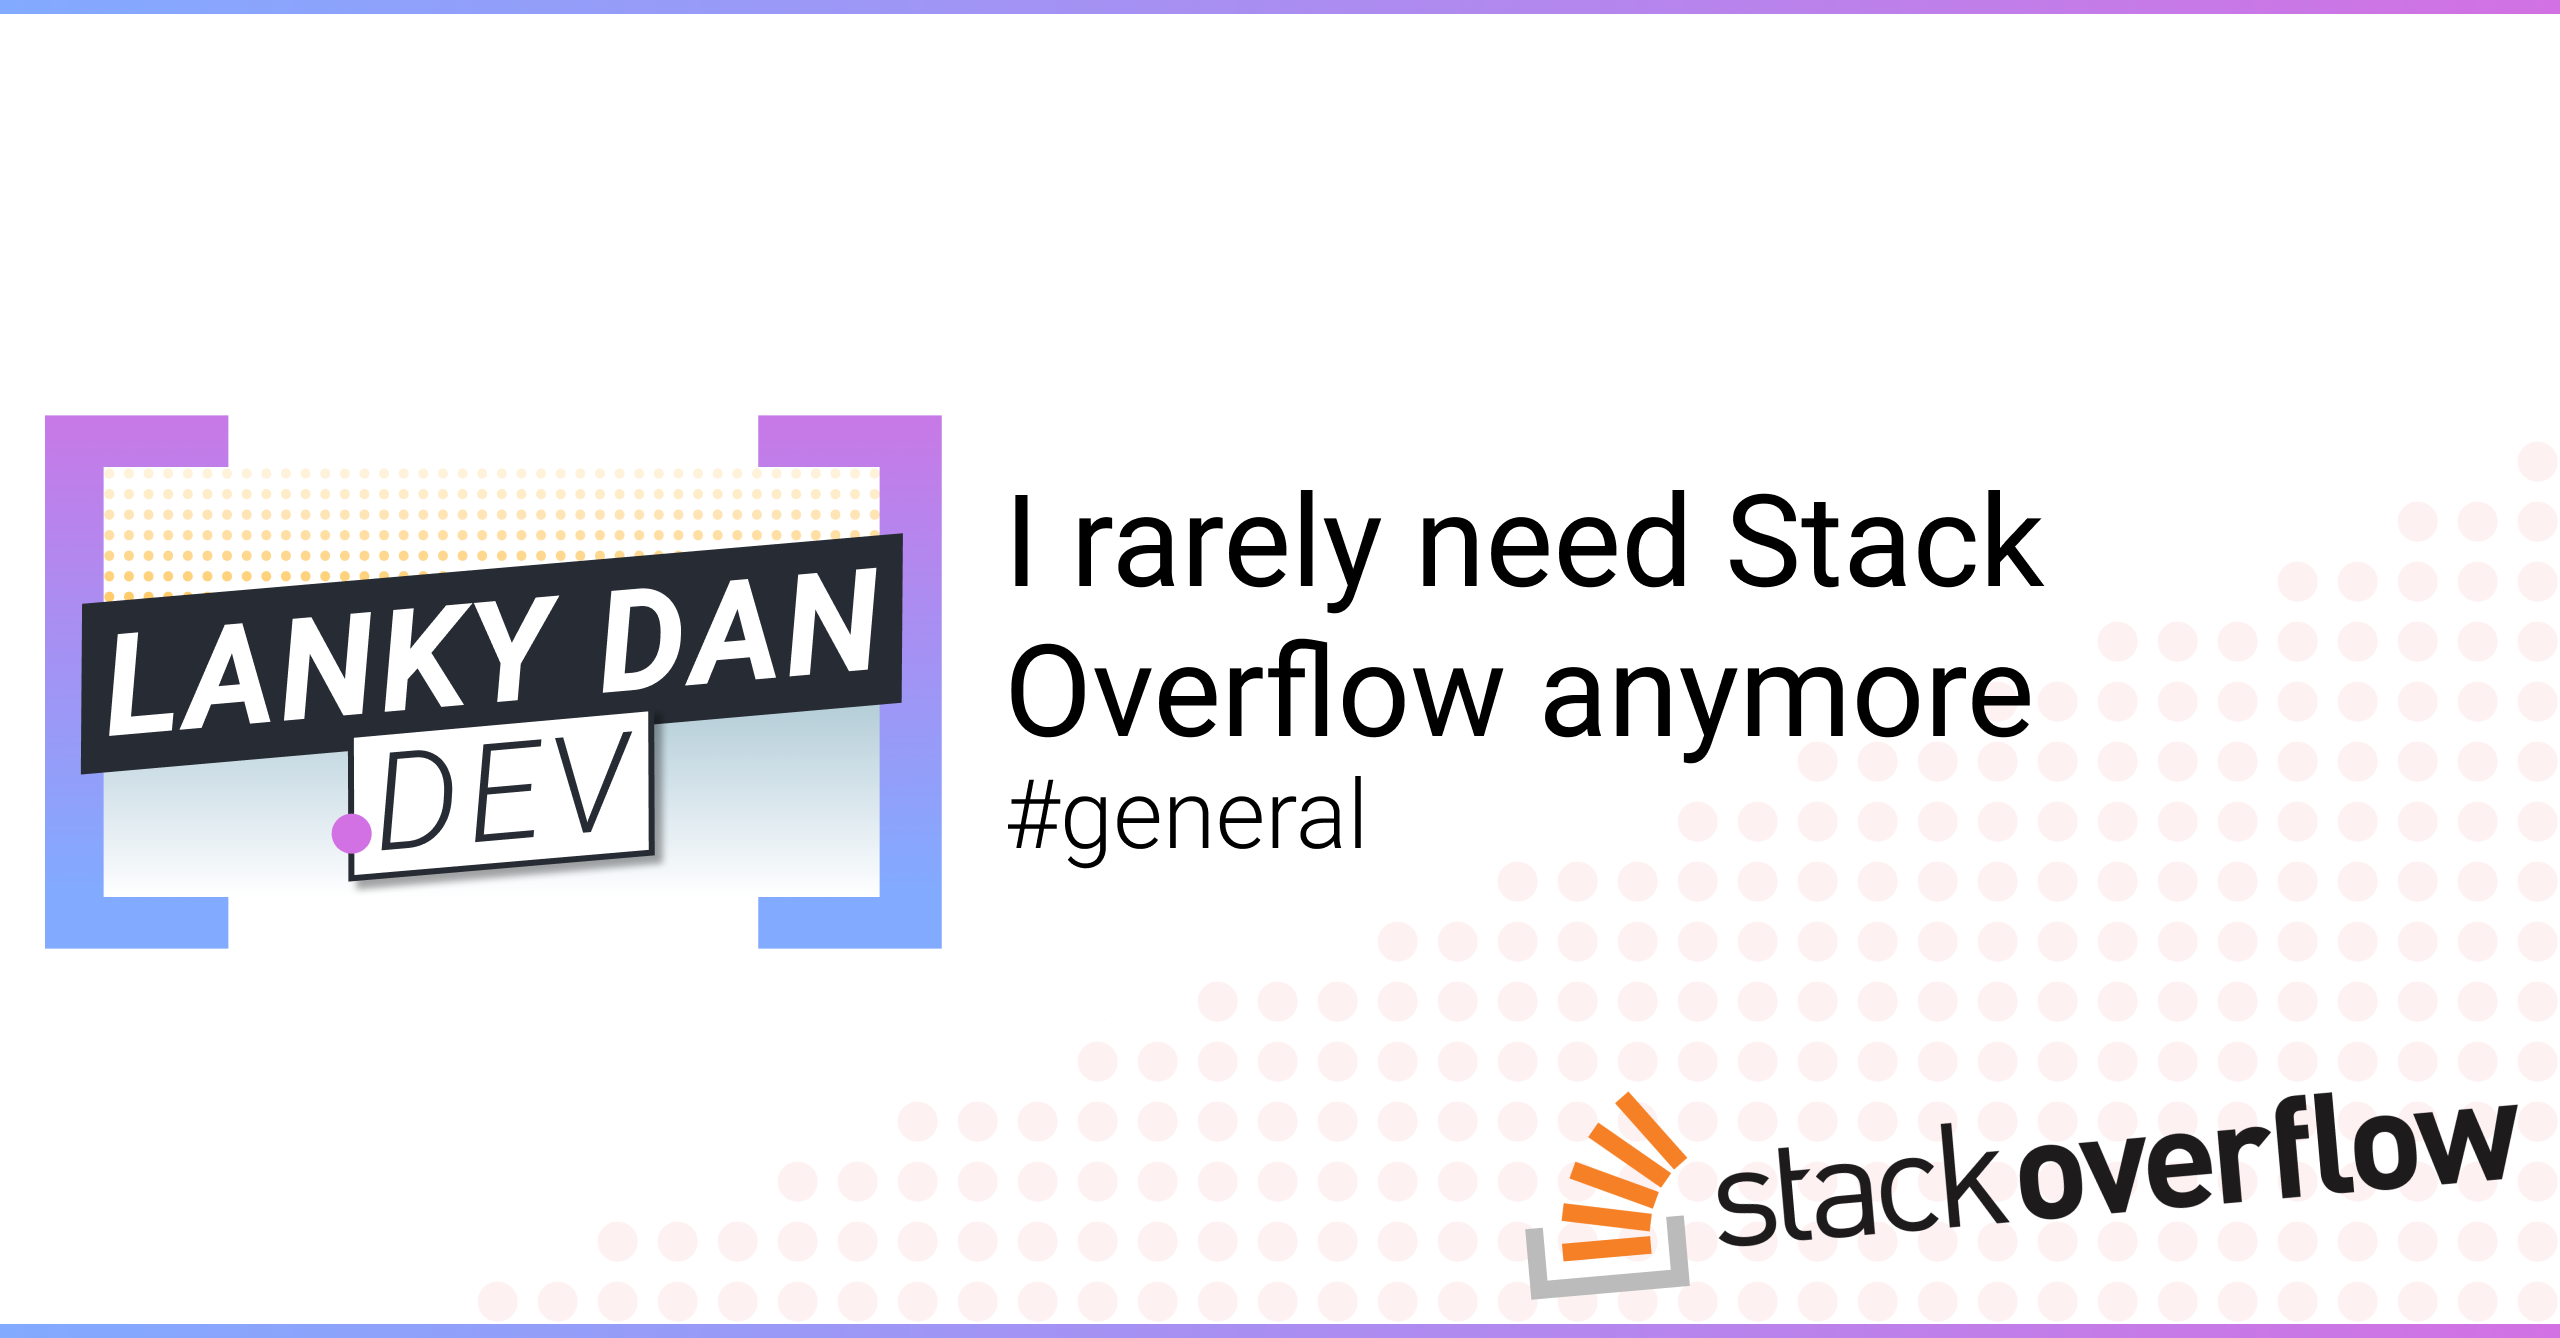 LANKY DAN
.DEV
I rarely need Stack
Overflow anymore
#general
stackoverflow